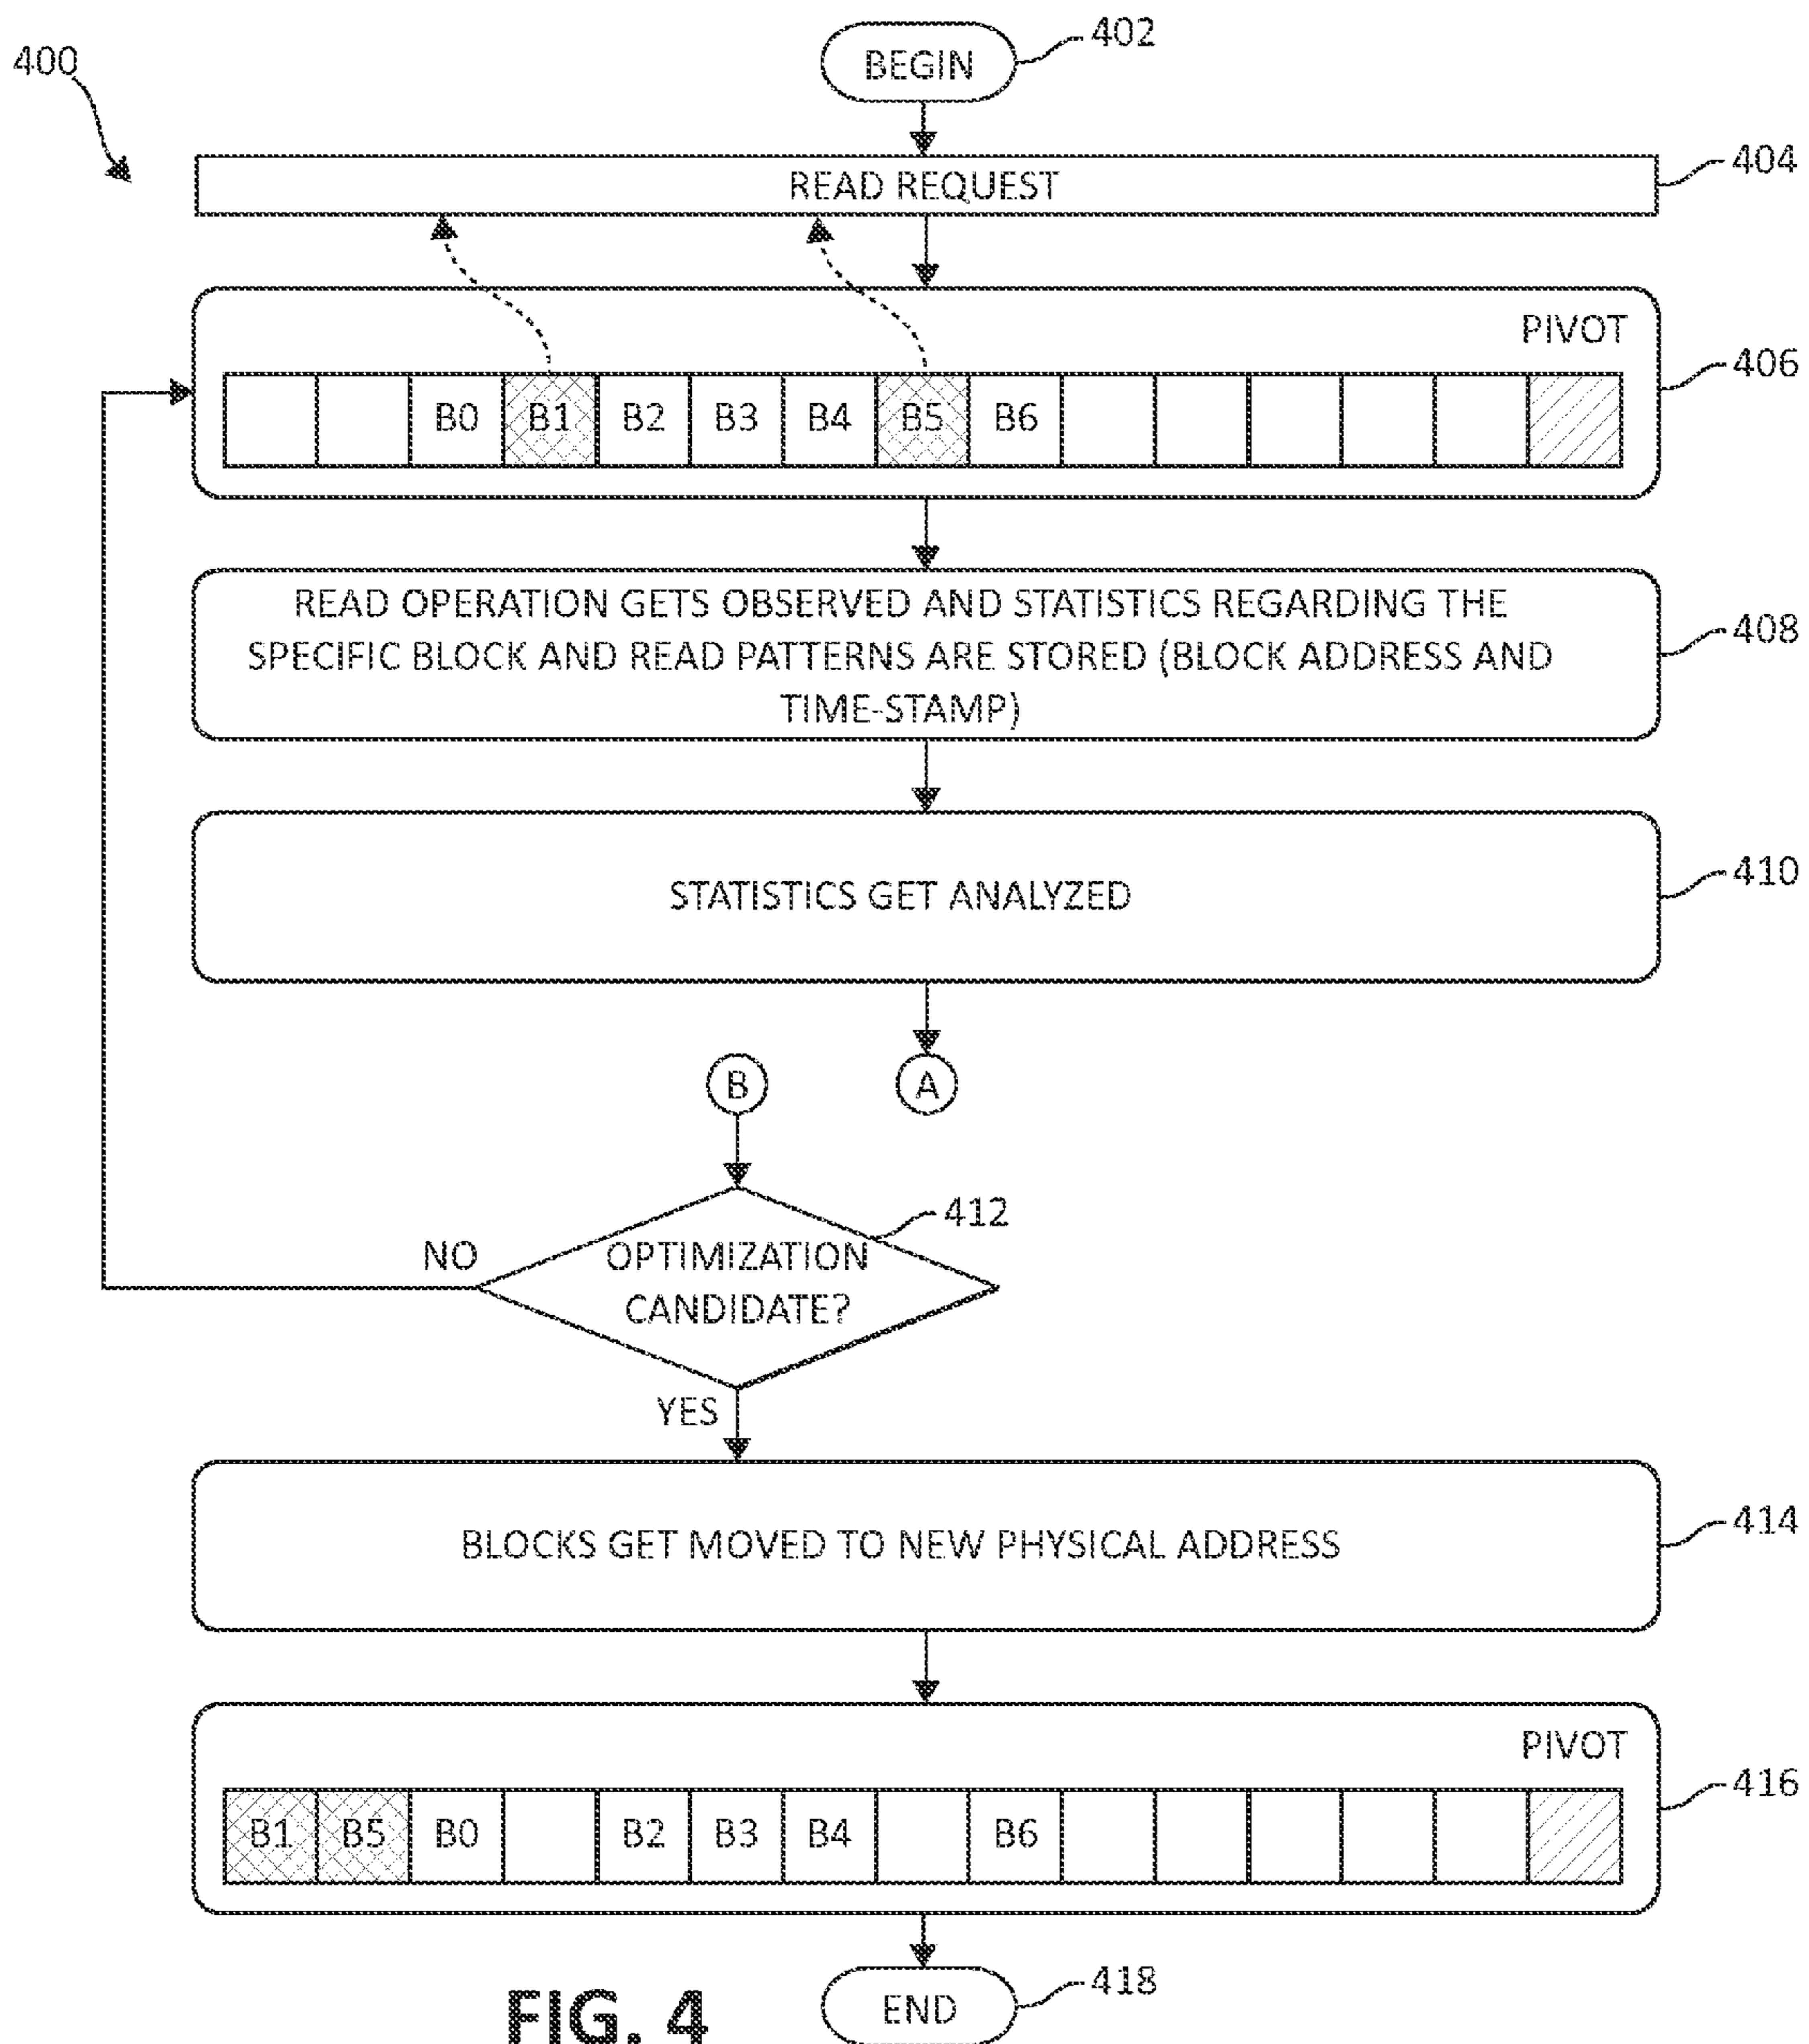 400
BEGIN
402
READ REQUEST
404
PIVOT
406
B0 B1 B2 B3 B4 B5 B6
READ OPERATION GETS OBSERVED AND STATISTICS REGARDING THE
SPECIFIC BLOCK AND READ PATTERNS ARE STORED (BLOCK ADDRESS AND
TIME-STAMP)
408
STATISTICS GET ANALYZED
410
B A
412
NO
OPTIMIZATION
CANDIDATE?
YES
BLOCKS GET MOVED TO NEW PHYSICAL ADDRESS
414
PIVOT
416
B1 B5 B0 B2 B3 B4 B6
END
418
FIG. 4